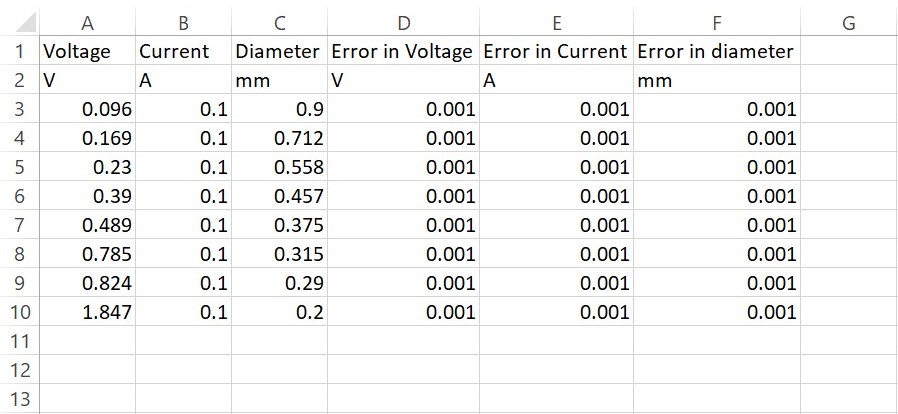 A B C D E F G
1 Voltage Current Diameter Error in Voltage Error in Current Error in diameter
2 V A mm V A mm
3 0.096 0.1 0.9 0.001 0.001 0.001
4 0.169 0.1 0.712 0.001 0.001 0.001
5 0.23 0.1 0.558 0.001 0.001 0.001
6 0.39 0.1 0.457 0.001 0.001 0.001
7 0.489 0.1 0.375 0.001 0.001 0.001
8 0.785 0.1 0.315 0.001 0.001 0.001
9 0.824 0.1 0.29 0.001 0.001 0.001
10 1.847 0.1 0.2 0.001 0.001 0.001
11
12
13